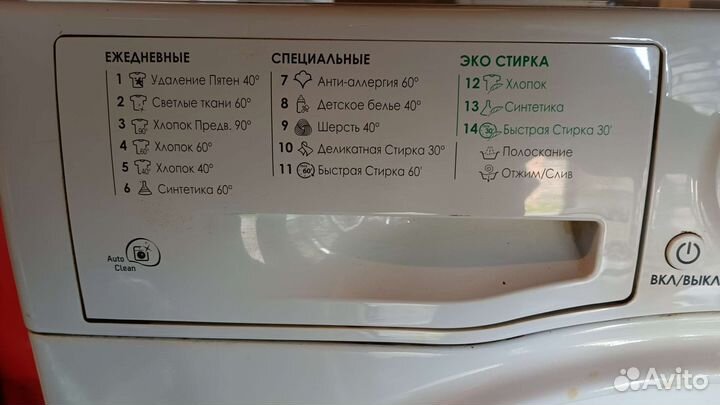 ЕЖЕДНЕВНЫЕ
1 Удаление Пятен 40°
2 Светлые ткани 60°
3 Хлопок Предв. 90°
4 Хлопок 60°
5 Хлопок 40°
6 Синтетика 60°
СПЕЦИАЛЬНЫЕ
7 Анти-аллергия 60°
8 Детское белье 40°
9 Шерсть 40°
10 Деликатная Стирка 30°
11 Быстрая Стирка 60'
ЭКО СТИРКА
12 Хлопок
13 Синтетика
14 30' Быстрая Стирка 30'
Полоскание
Отжим/Слив
Auto
Clean
ВКЛ/ВЫКЛ
Avito